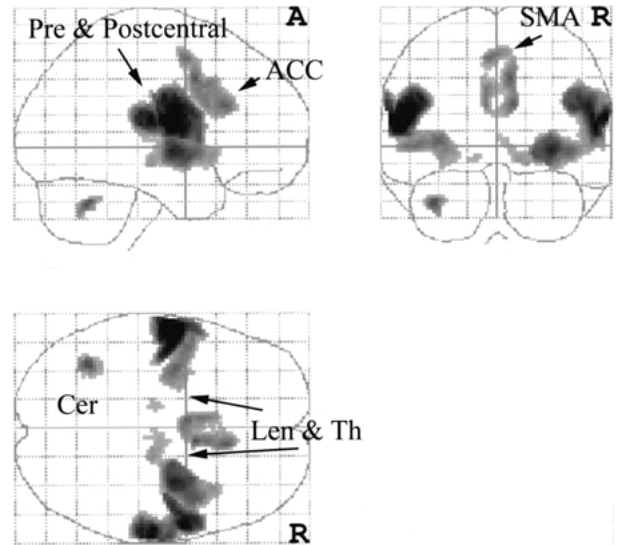 A
Pre & Postcentral
ACC
SMA
R
Cer
Len & Th
R